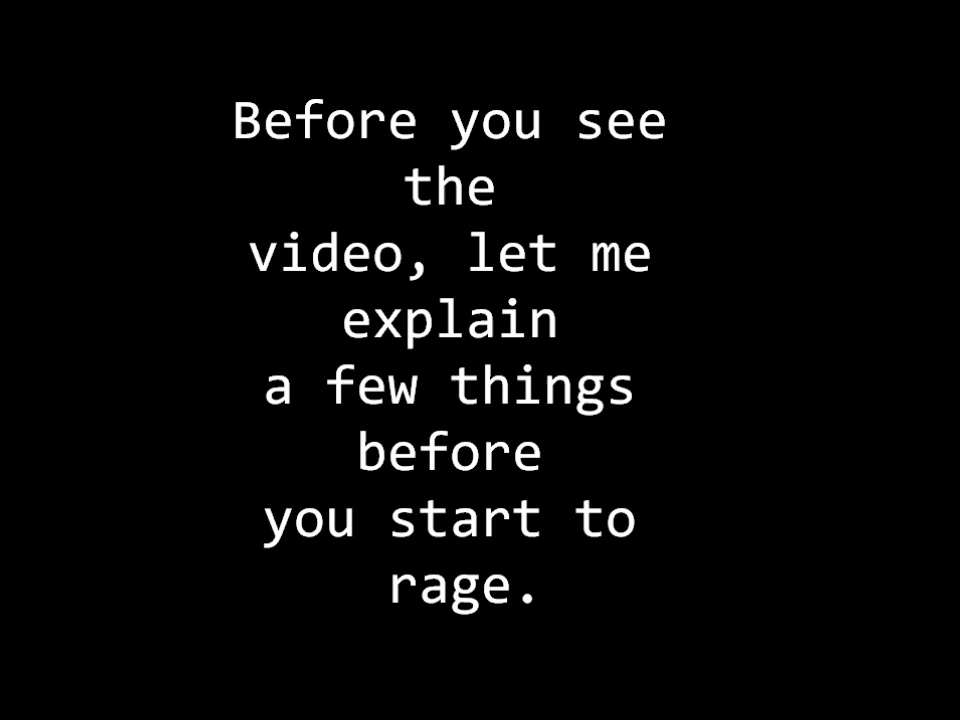 Before you see
the
video, let me
explain
a few things
before
you start to
rage.